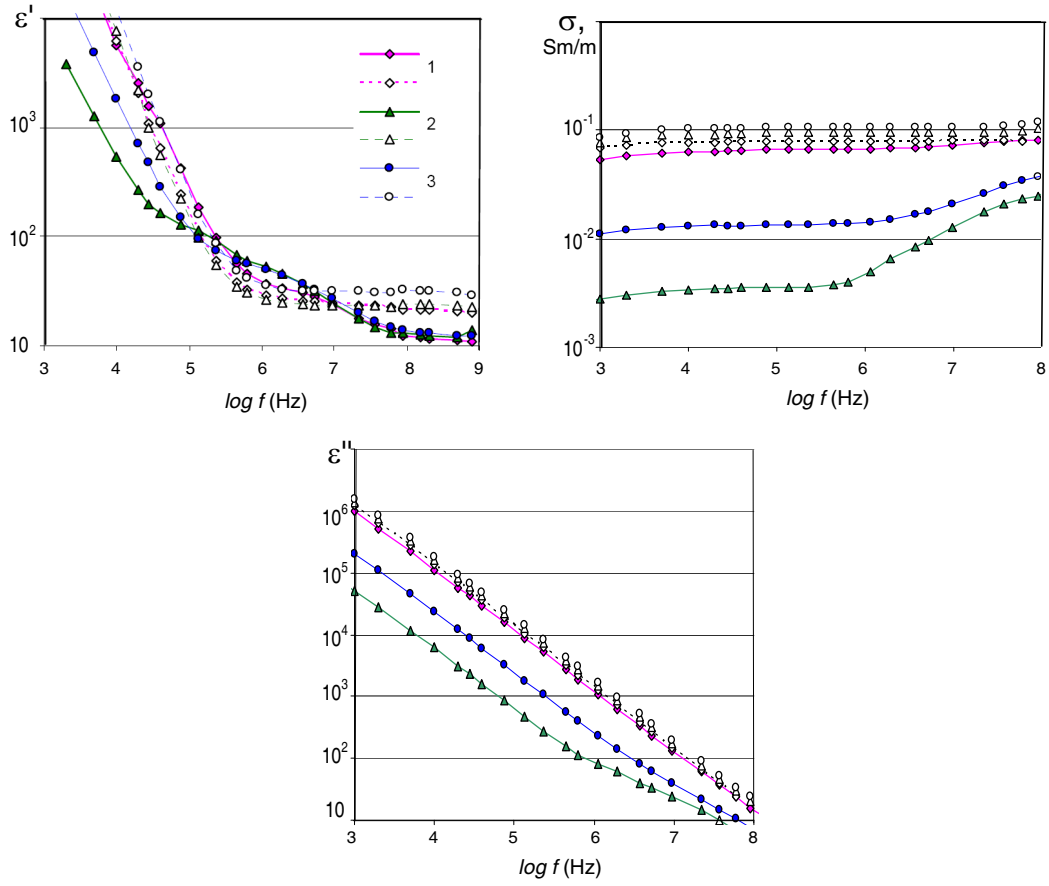 ε'
10³
10²
10
3 4 5 6 7 8 9
log f (Hz)
1
2
3
σ,
Sm/m
10⁻¹
10⁻²
10⁻³
3 4 5 6 7 8
log f (Hz)
ε"
10⁶
10⁵
10⁴
10³
10²
10
3 4 5 6 7 8
log f (Hz)